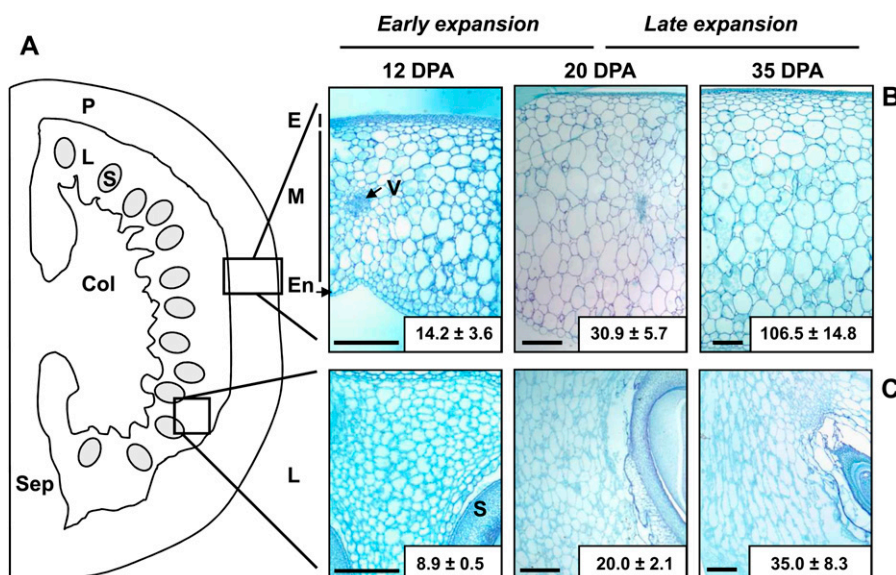 Early expansion Late expansion
A
12 DPA 20 DPA 35 DPA
B
P
E
L
S
M
V
Col
En
14.2 ± 3.6 30.9 ± 5.7 106.5 ± 14.8
C
Sep
L
S
8.9 ± 0.5 20.0 ± 2.1 35.0 ± 8.3